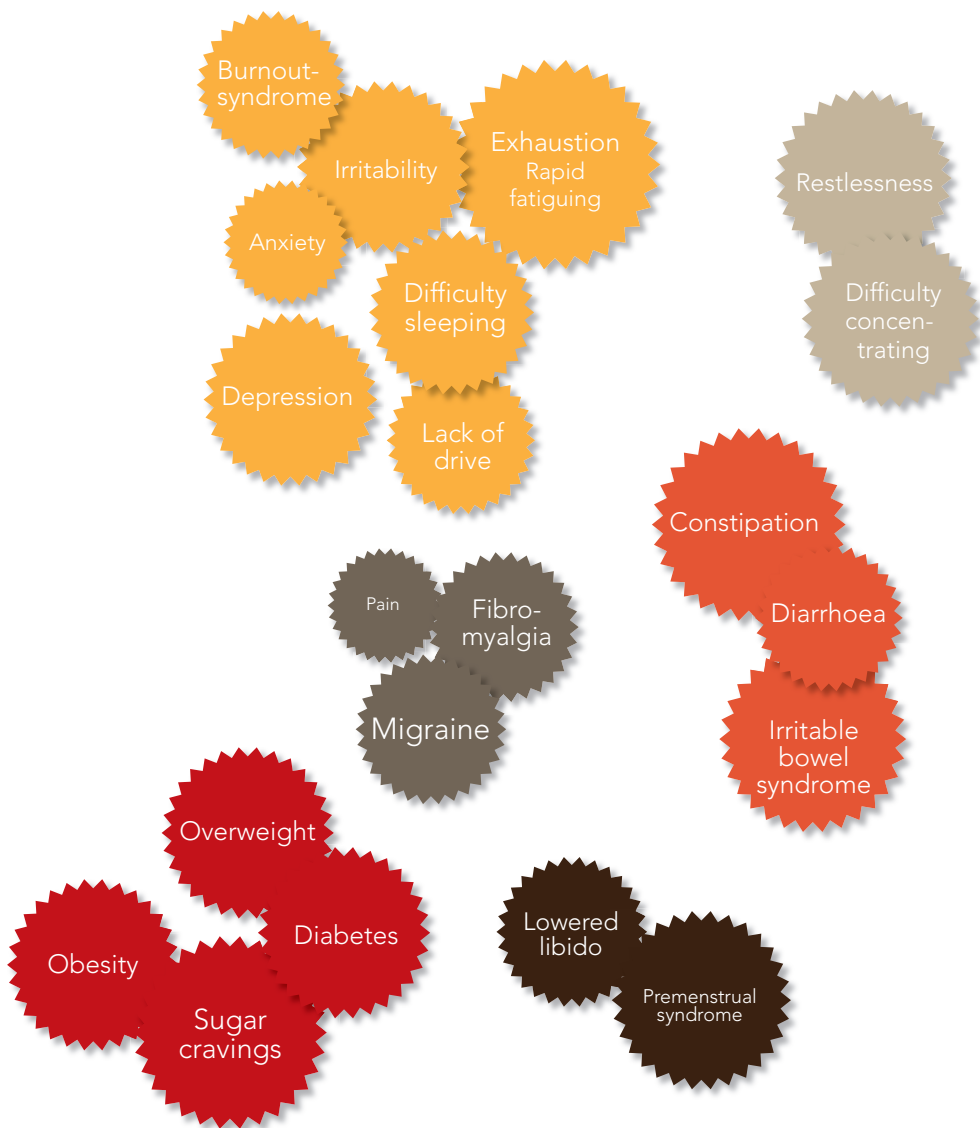 Burnout-
syndrome
Irritability
Exhaustion
Rapid
fatiguing
Anxiety
Difficulty
sleeping
Depression
Lack of
drive
Restlessness
Difficulty
concen-
trating
Constipation
Diarrhoea
Irritable
bowel
syndrome
Pain
Fibro-
myalgia
Migraine
Overweight
Diabetes
Obesity
Sugar
cravings
Lowered
libido
Premenstrual
syndrome